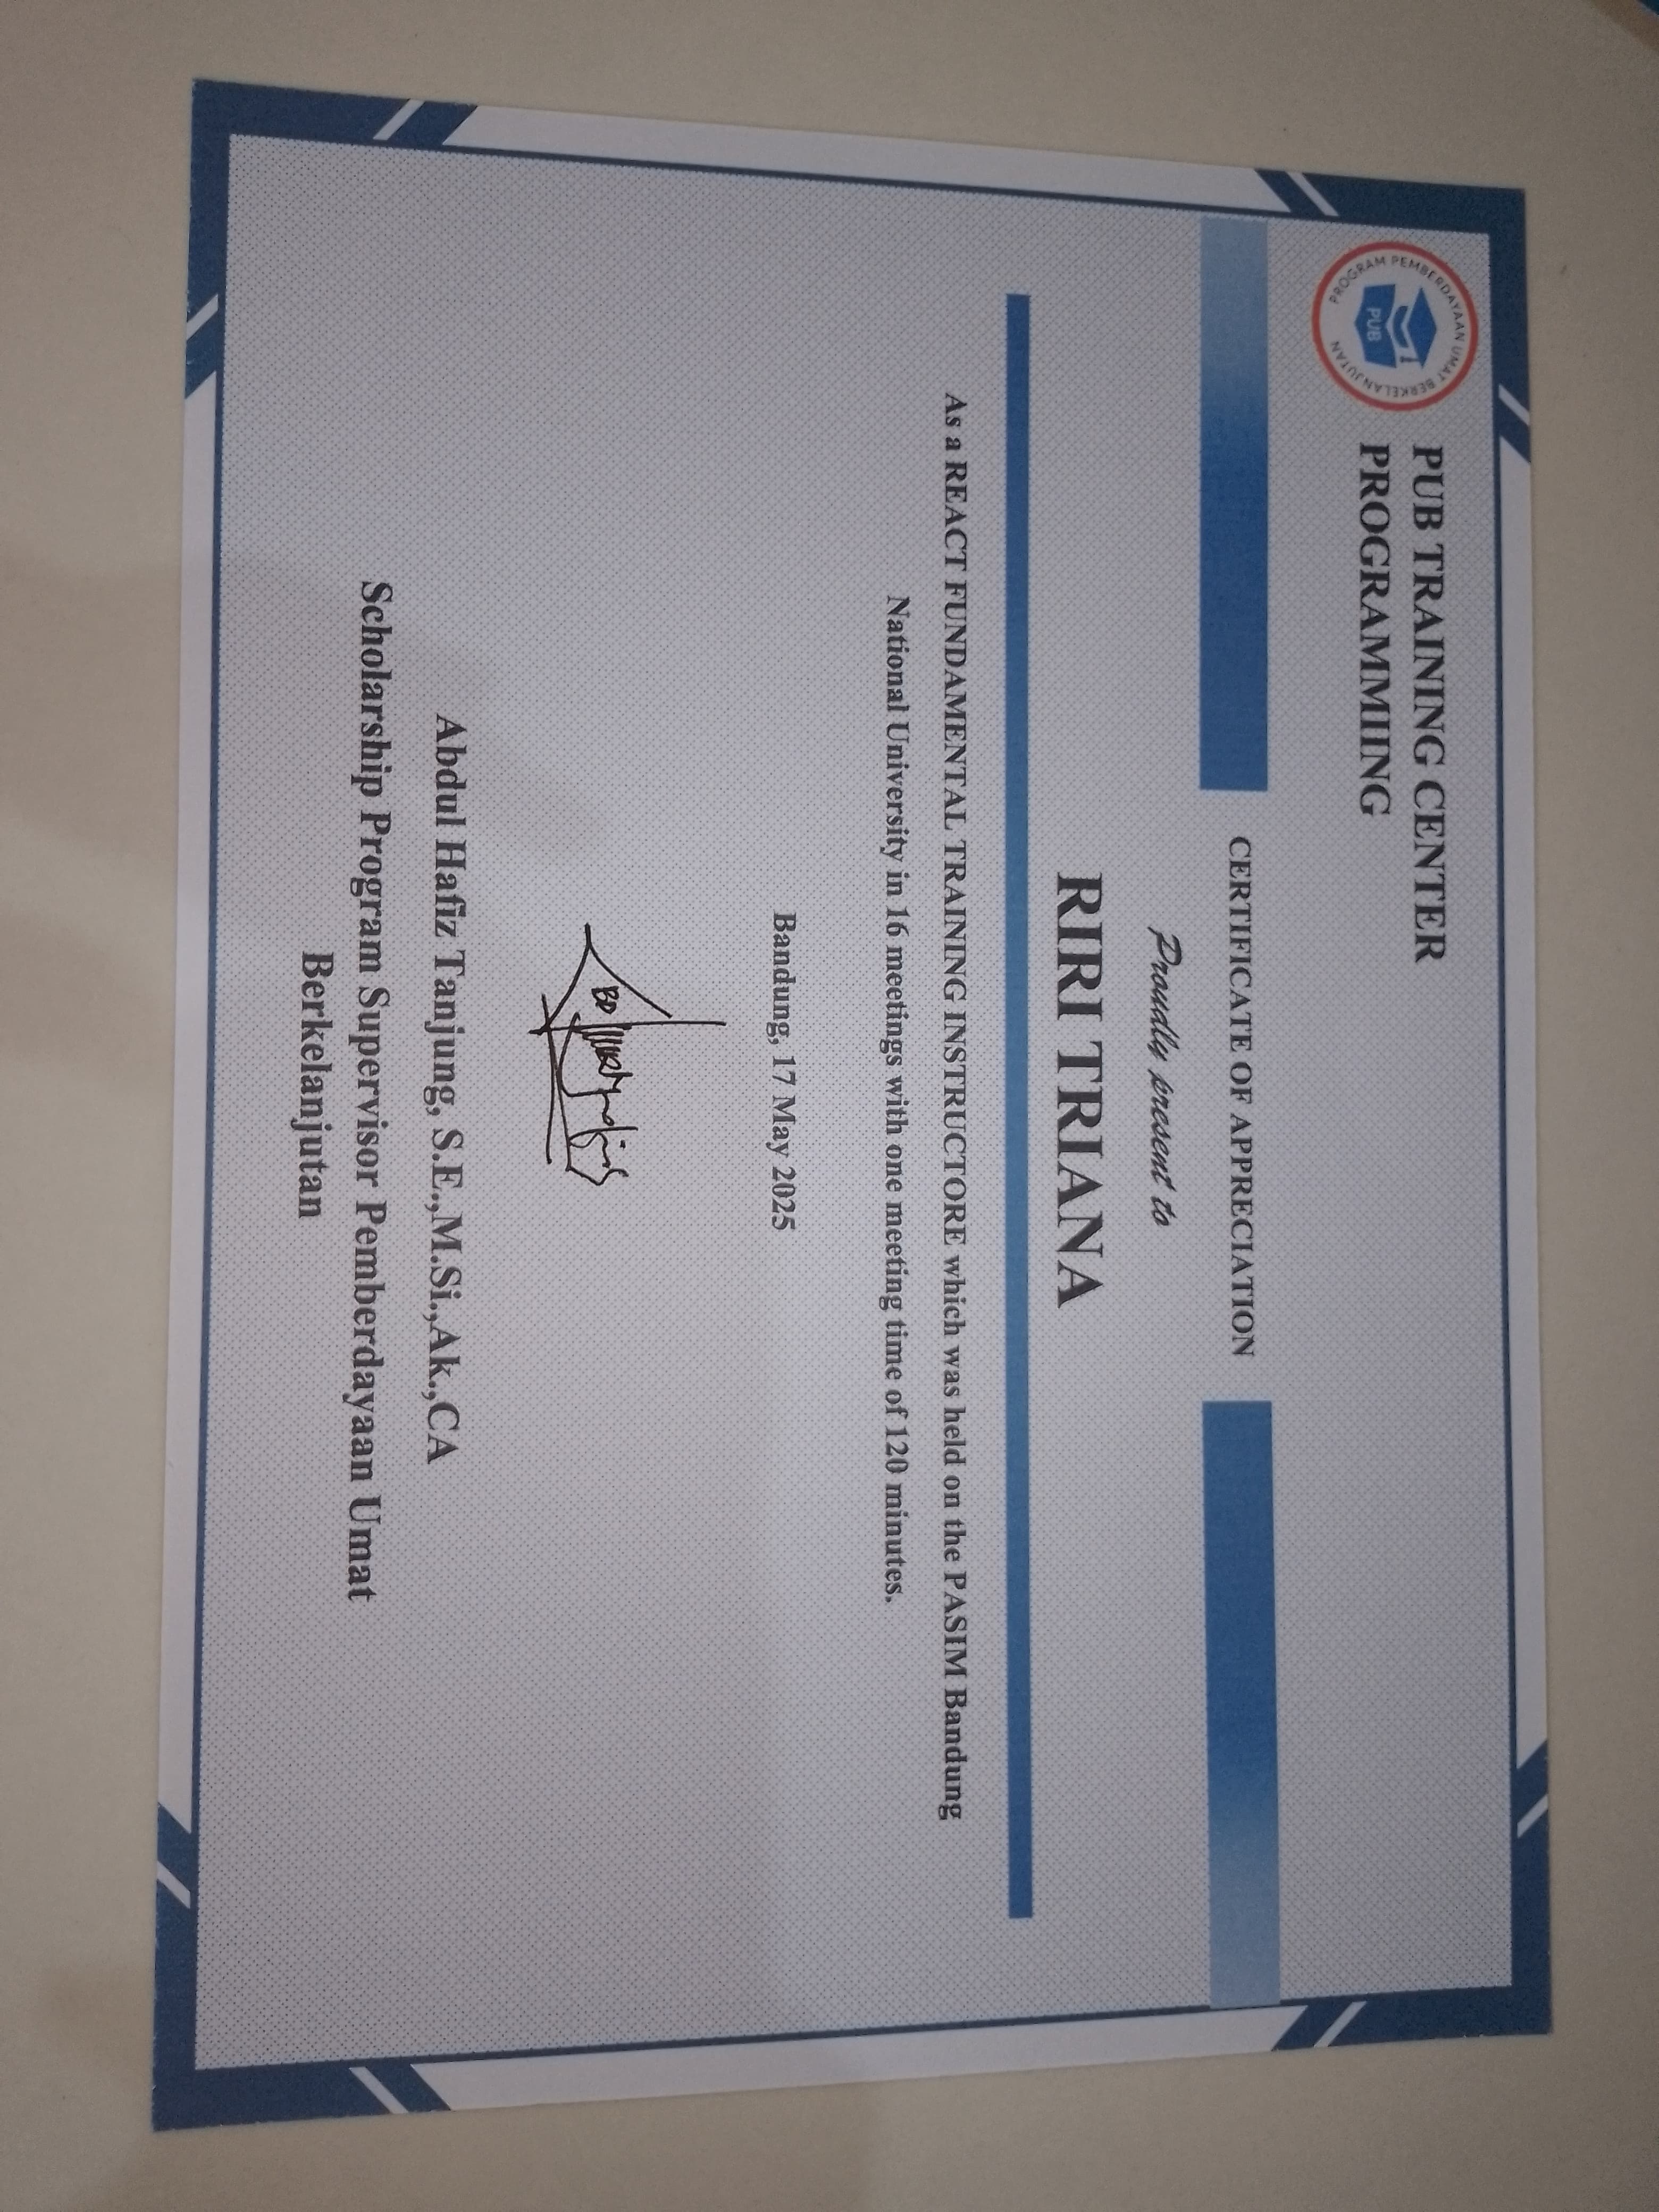 PROGRAM PEMBERDAYAAN UMAT BERKELANJUTAN
PUB
PUB TRAINING CENTER
PROGRAMMIING
CERTIFICATE OF APPRECIATION
Proudly present to
RIRI TRIANA
As a REACT FUNDAMENTAL TRAINING INSTRUCTORE which was held on the PASIM Bandung
National University in 16 meetings with one meeting time of 120 minutes.
Bandung, 17 May 2025
Abdul Hafiz Tanjung, S.E.,M.Si.,Ak.,CA
Scholarship Program Supervisor Pemberdayaan Umat
Berkelanjutan